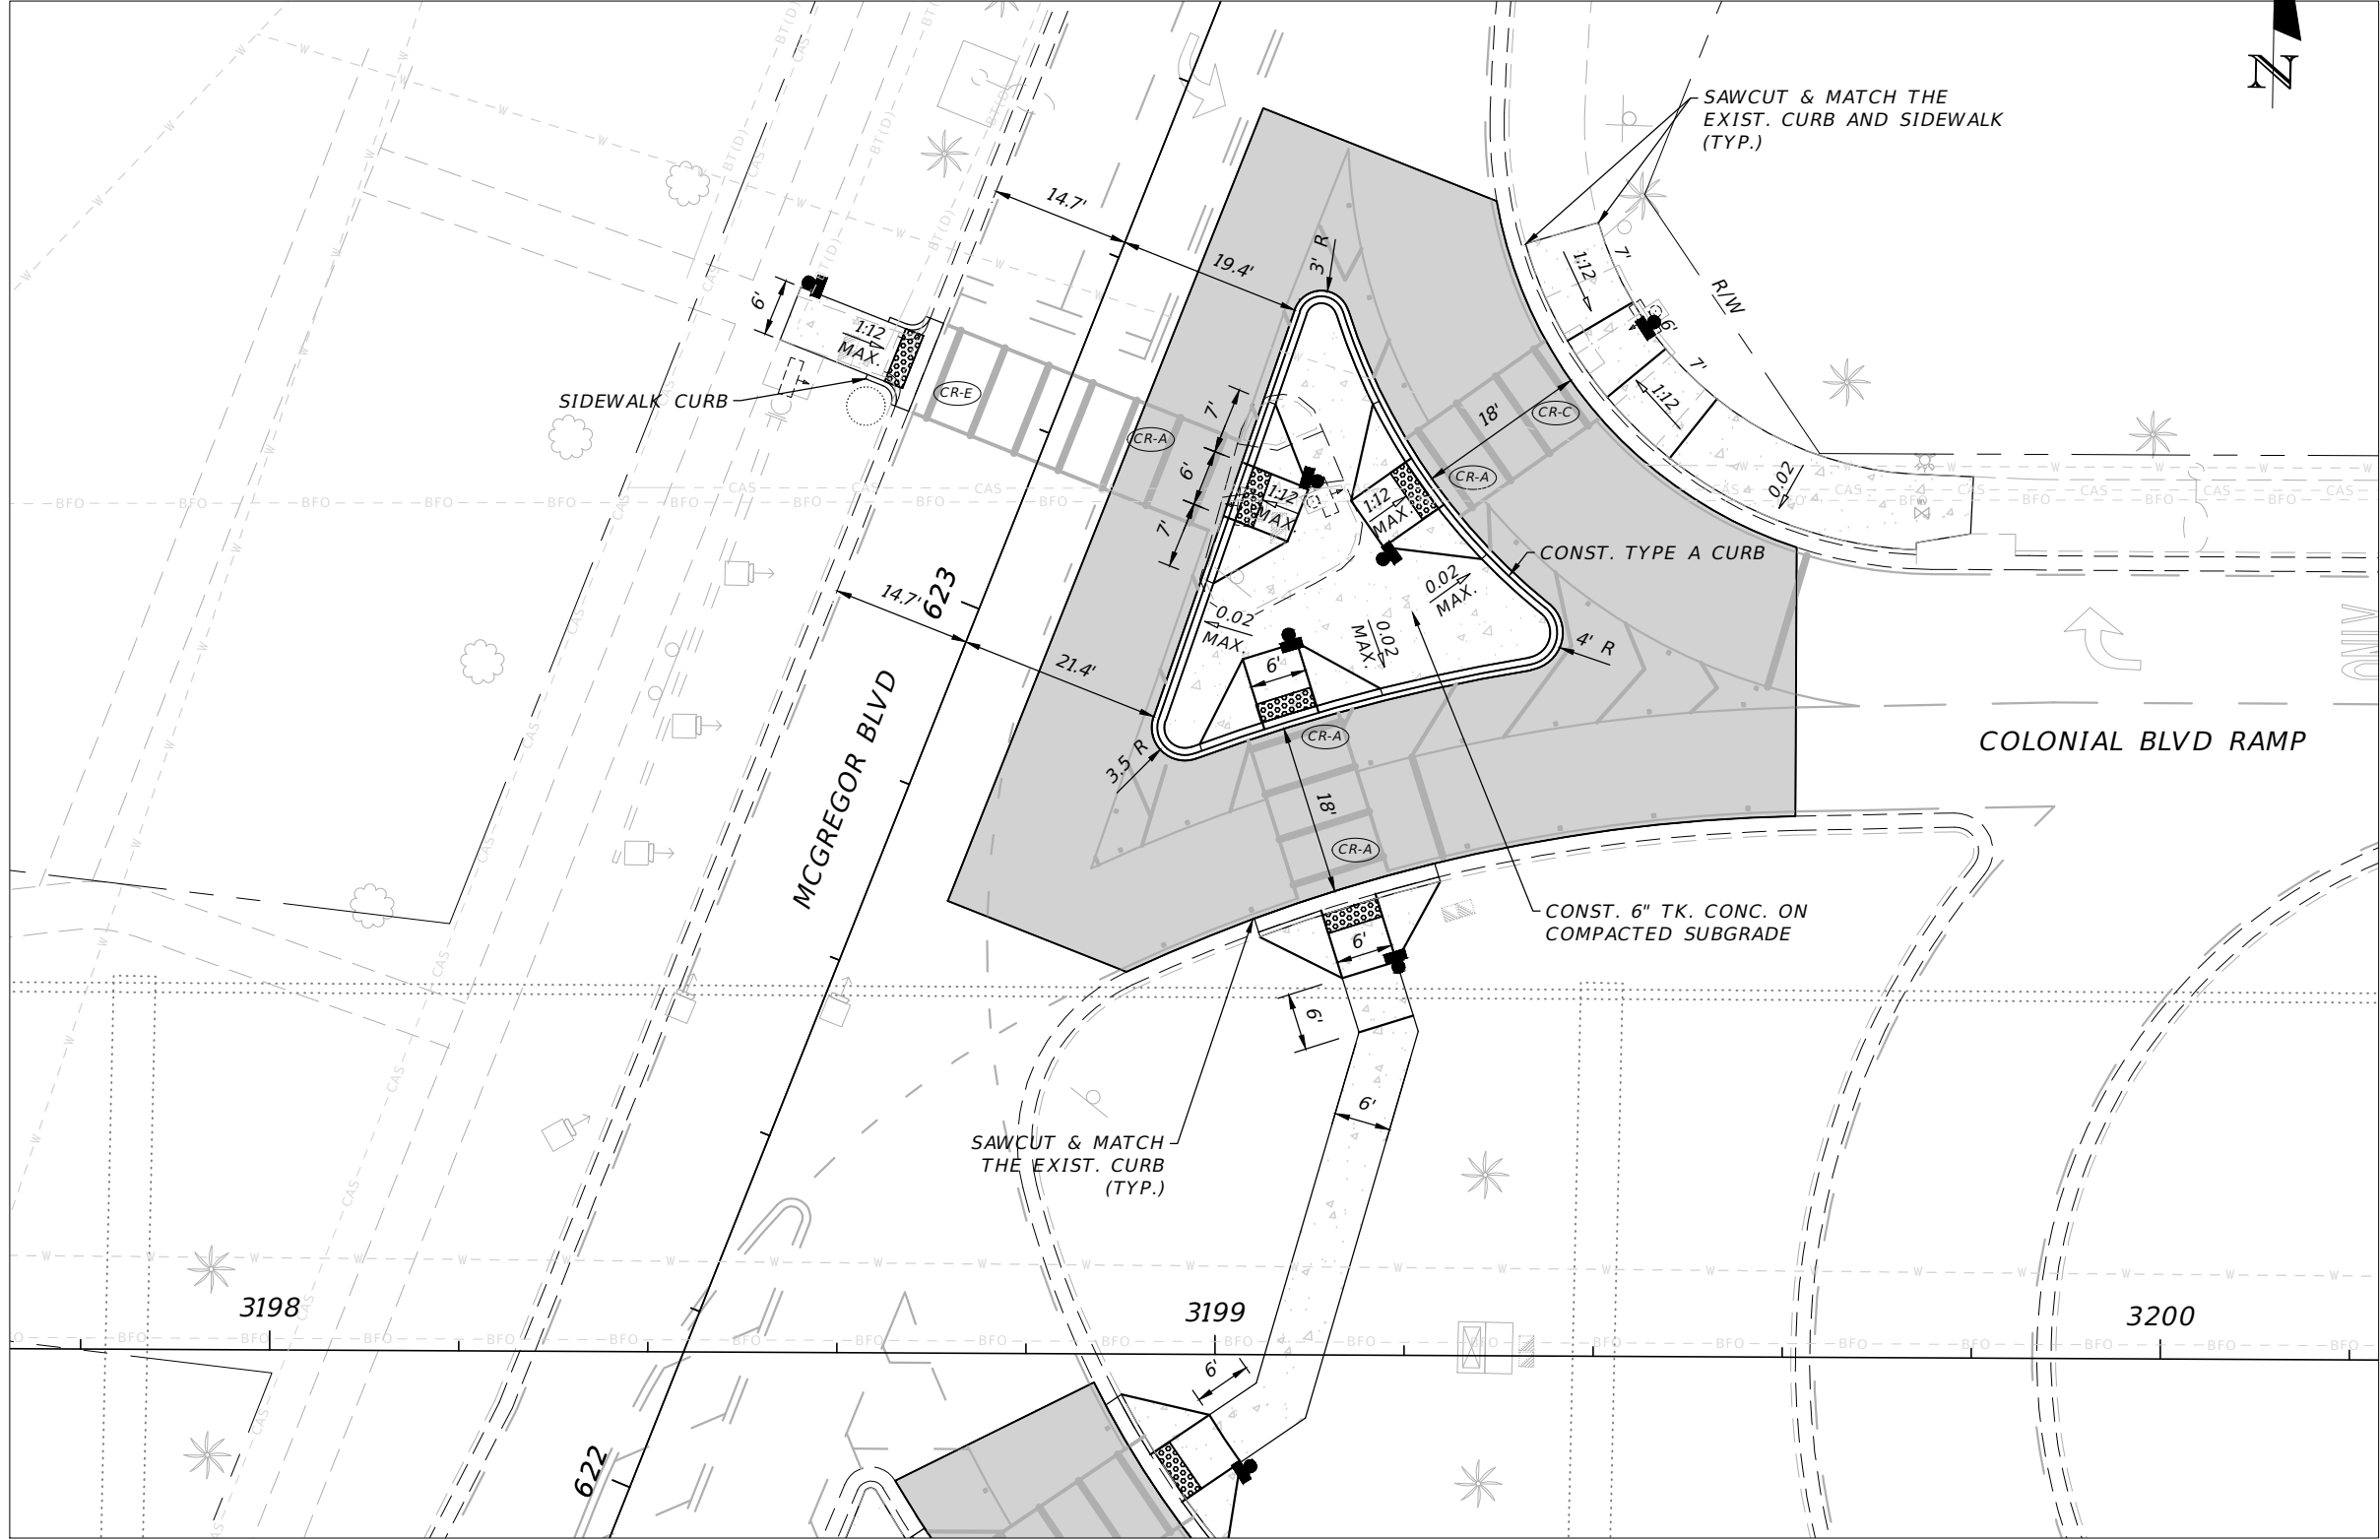 N
SAWCUT & MATCH THE
EXIST. CURB AND SIDEWALK
(TYP.)
14.7'
19.4'
3' R
7'
1:12
6'
7'
1:12
R/W
6'
1:12
MAX.
SIDEWALK CURB
CR-E
CR-A
7'
6'
7'
1:12
MAX.
1:12
MAX.
18'
CR-C
CR-A
0.02
CONST. TYPE A CURB
14.7'
623
21.4'
0.02
MAX.
0.02
MAX.
0.02
MAX.
6'
4' R
3.5 R
CR-A
18'
CR-A
MCGREGOR BLVD
COLONIAL BLVD RAMP
CONST. 6" TK. CONC. ON
COMPACTED SUBGRADE
6'
6'
6'
SAWCUT & MATCH
THE EXIST. CURB
(TYP.)
3198
3199
3200
6'
622
BT(D)
CAS
W
BFO